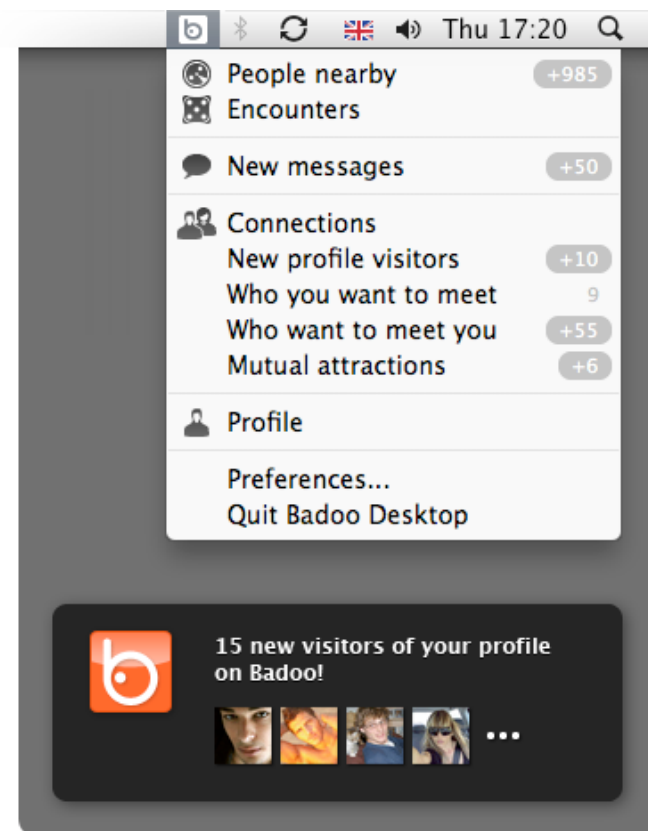 Thu 17:20
People nearby +985
Encounters
New messages +50
Connections
New profile visitors +10
Who you want to meet 9
Who want to meet you +55
Mutual attractions +6
Profile
Preferences...
Quit Badoo Desktop
15 new visitors of your profile
on Badoo!